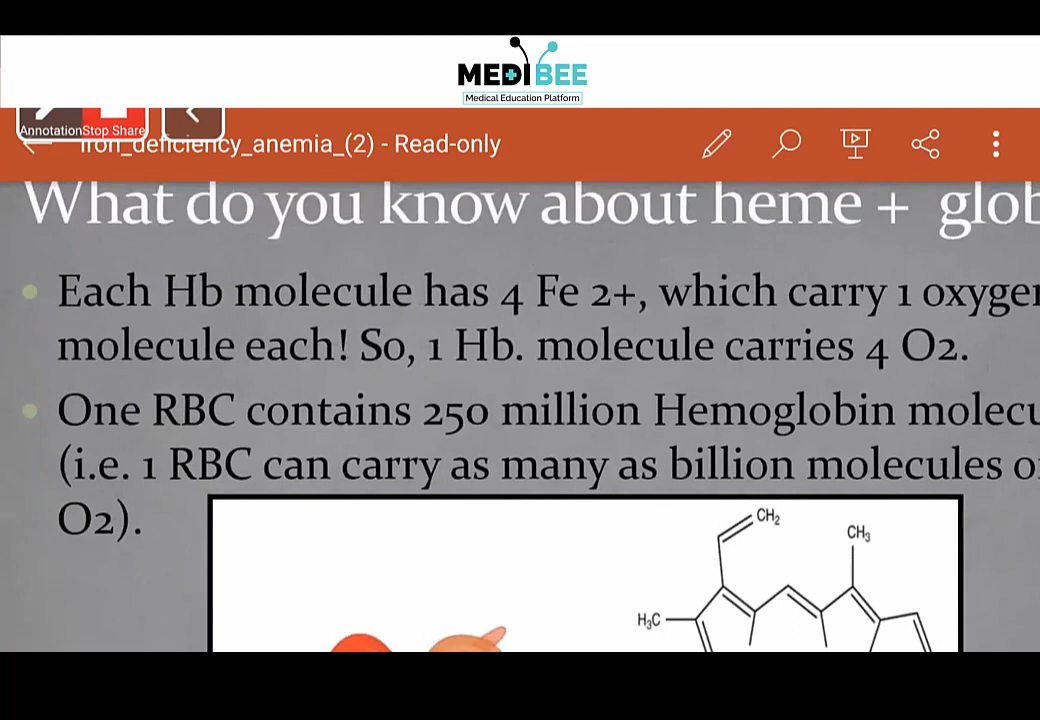 MEDIBEE
Medical Education Platform
Annotation Stop Share
iron_deficiency_anemia_(2) - Read-only
What do you know about heme + glob
Each Hb molecule has 4 Fe 2+, which carry 1 oxygen
molecule each! So, 1 Hb. molecule carries 4 O2.
One RBC contains 250 million Hemoglobin molecu
(i.e. 1 RBC can carry as many as billion molecules o
O2).
CH2
CH3
H3C